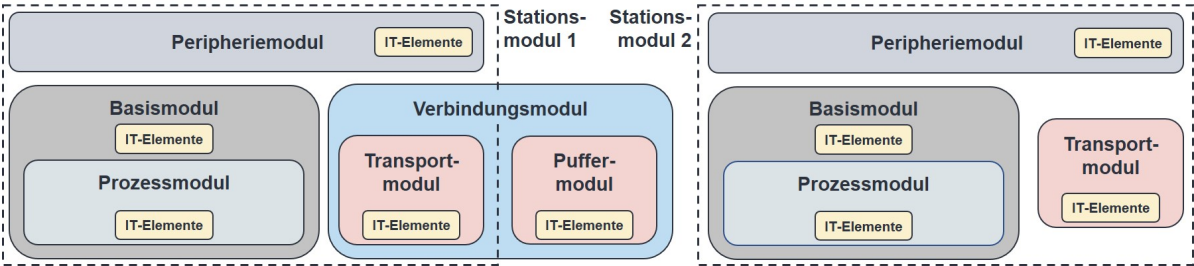 Peripheriemodul
IT-Elemente
Stations-
modul 1
Basismodul
IT-Elemente
Prozessmodul
IT-Elemente
Verbindungsmodul
Transport-
modul
IT-Elemente
Puffer-
modul
IT-Elemente
Stations-
modul 2
Peripheriemodul
IT-Elemente
Basismodul
IT-Elemente
Prozessmodul
IT-Elemente
Transport-
modul
IT-Elemente